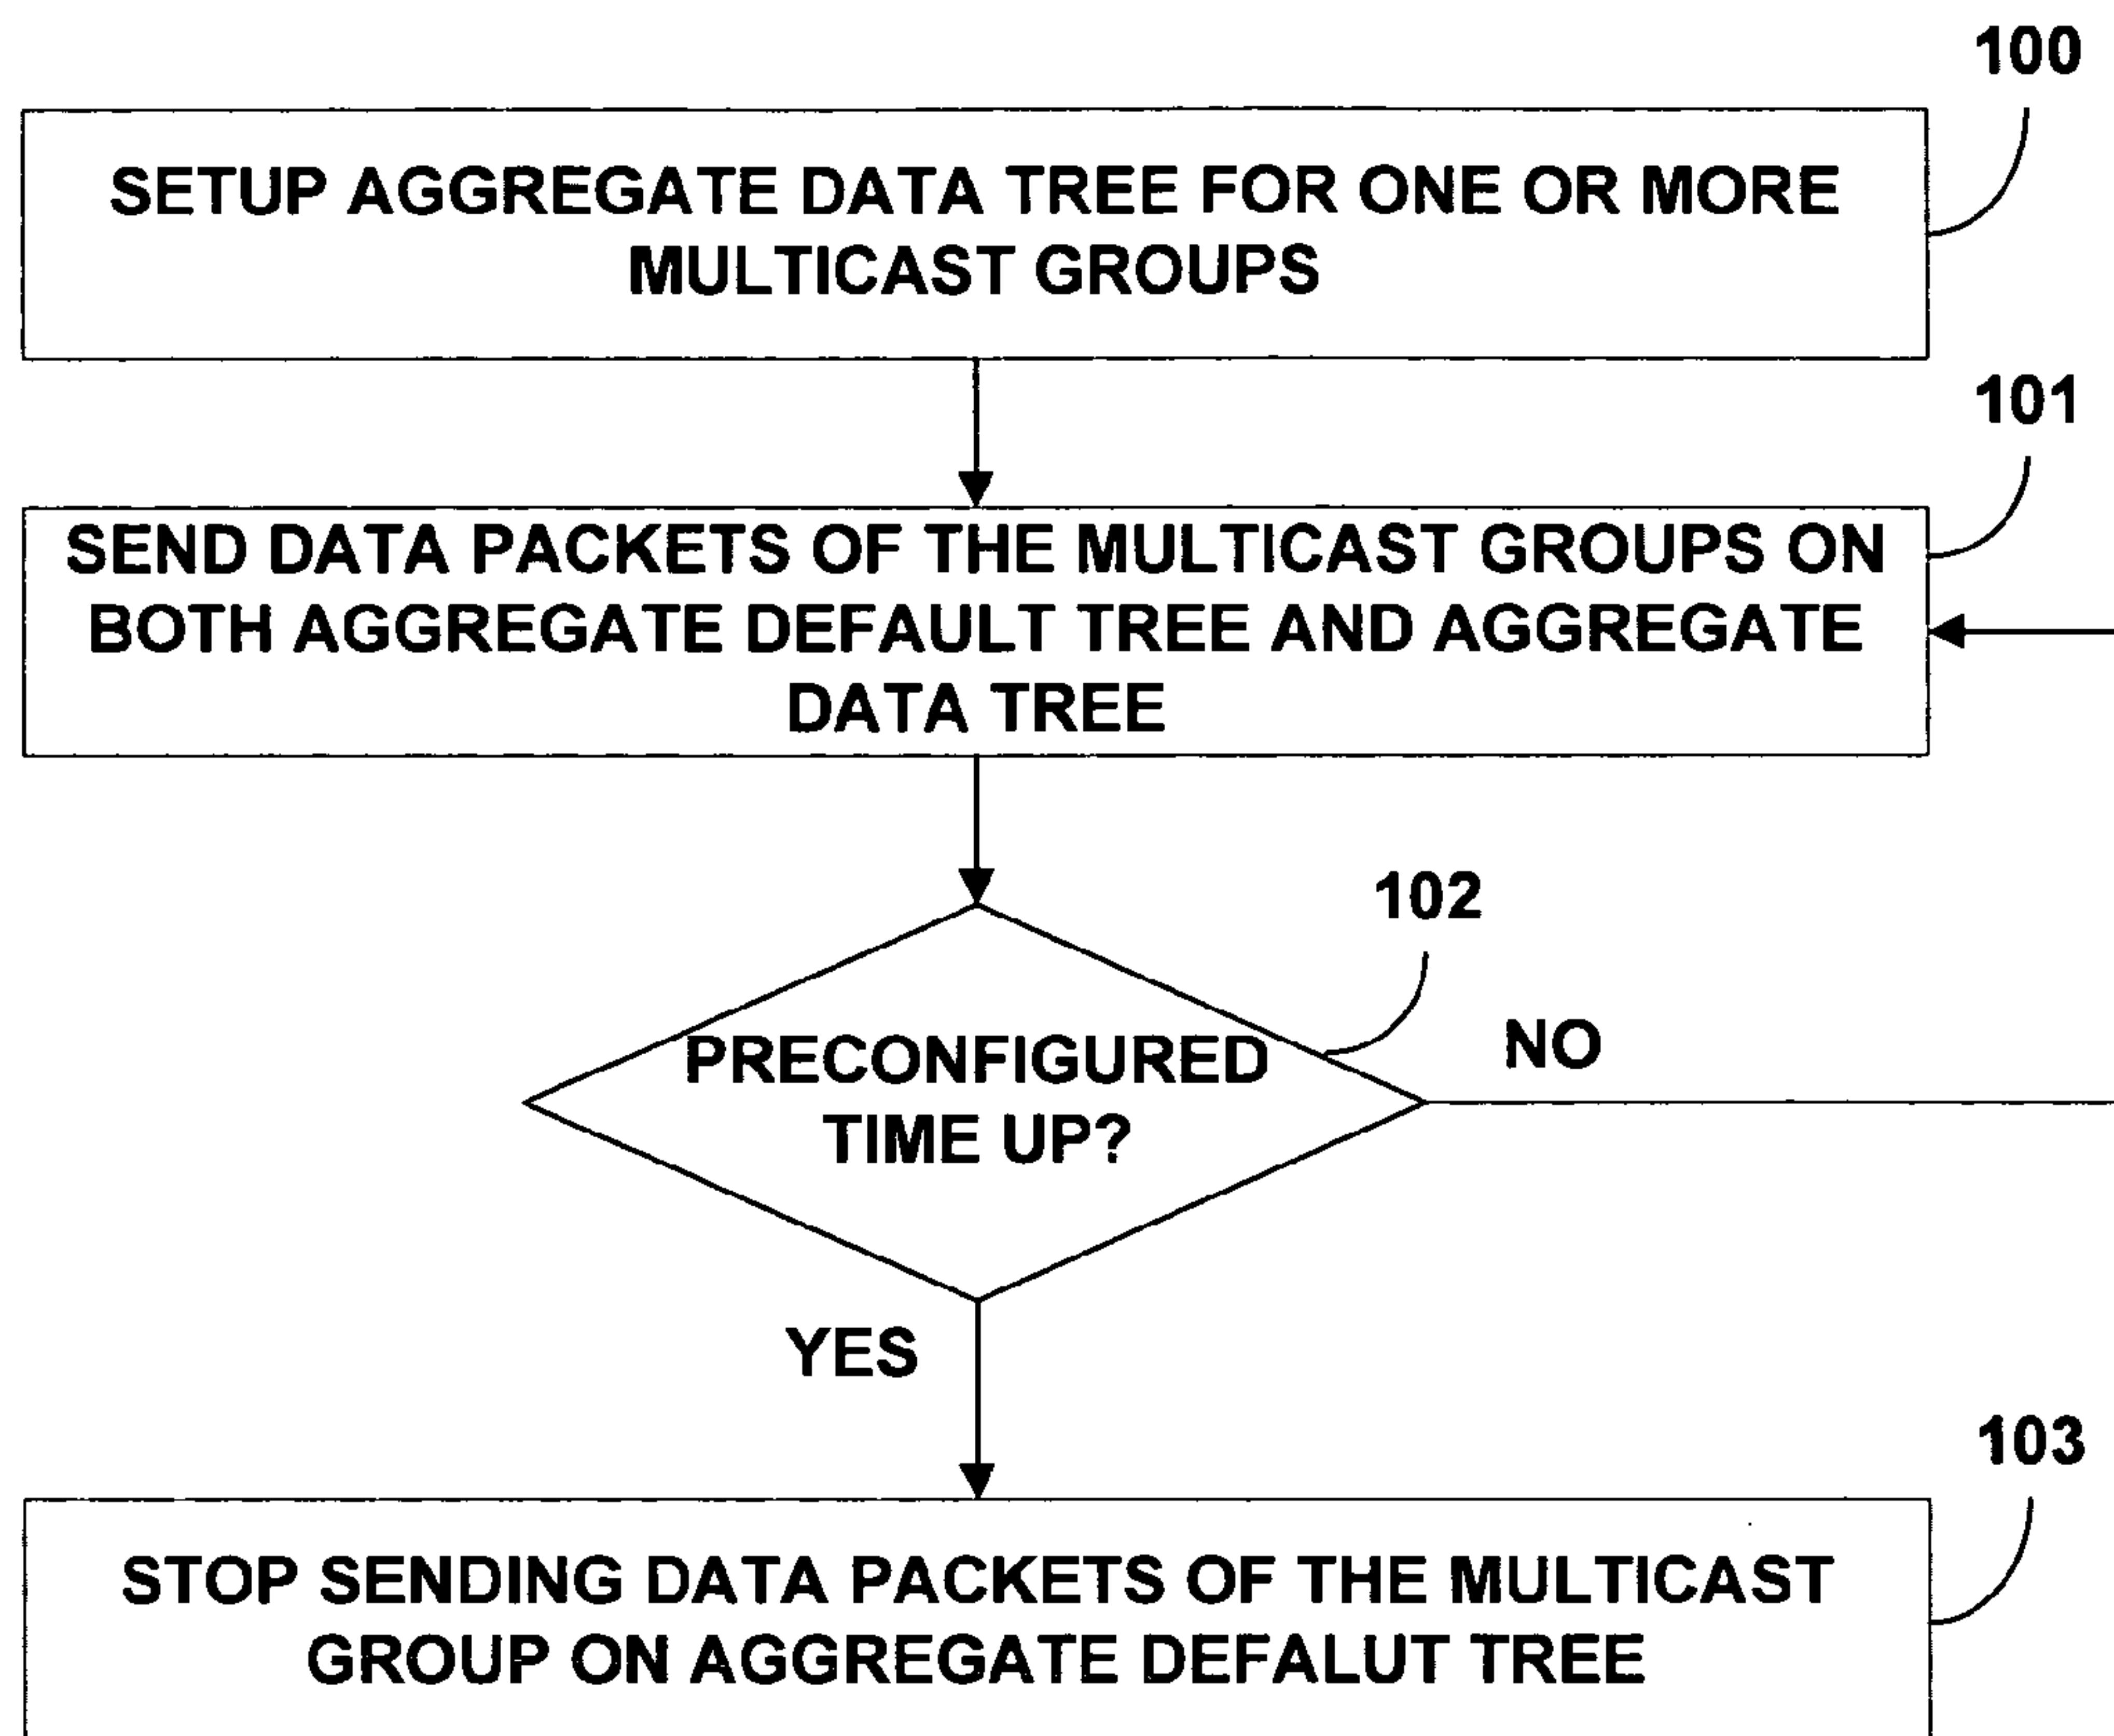 100
SETUP AGGREGATE DATA TREE FOR ONE OR MORE
MULTICAST GROUPS
101
SEND DATA PACKETS OF THE MULTICAST GROUPS ON
BOTH AGGREGATE DEFAULT TREE AND AGGREGATE
DATA TREE
102
PRECONFIGURED
TIME UP?
NO
YES
103
STOP SENDING DATA PACKETS OF THE MULTICAST
GROUP ON AGGREGATE DEFALUT TREE